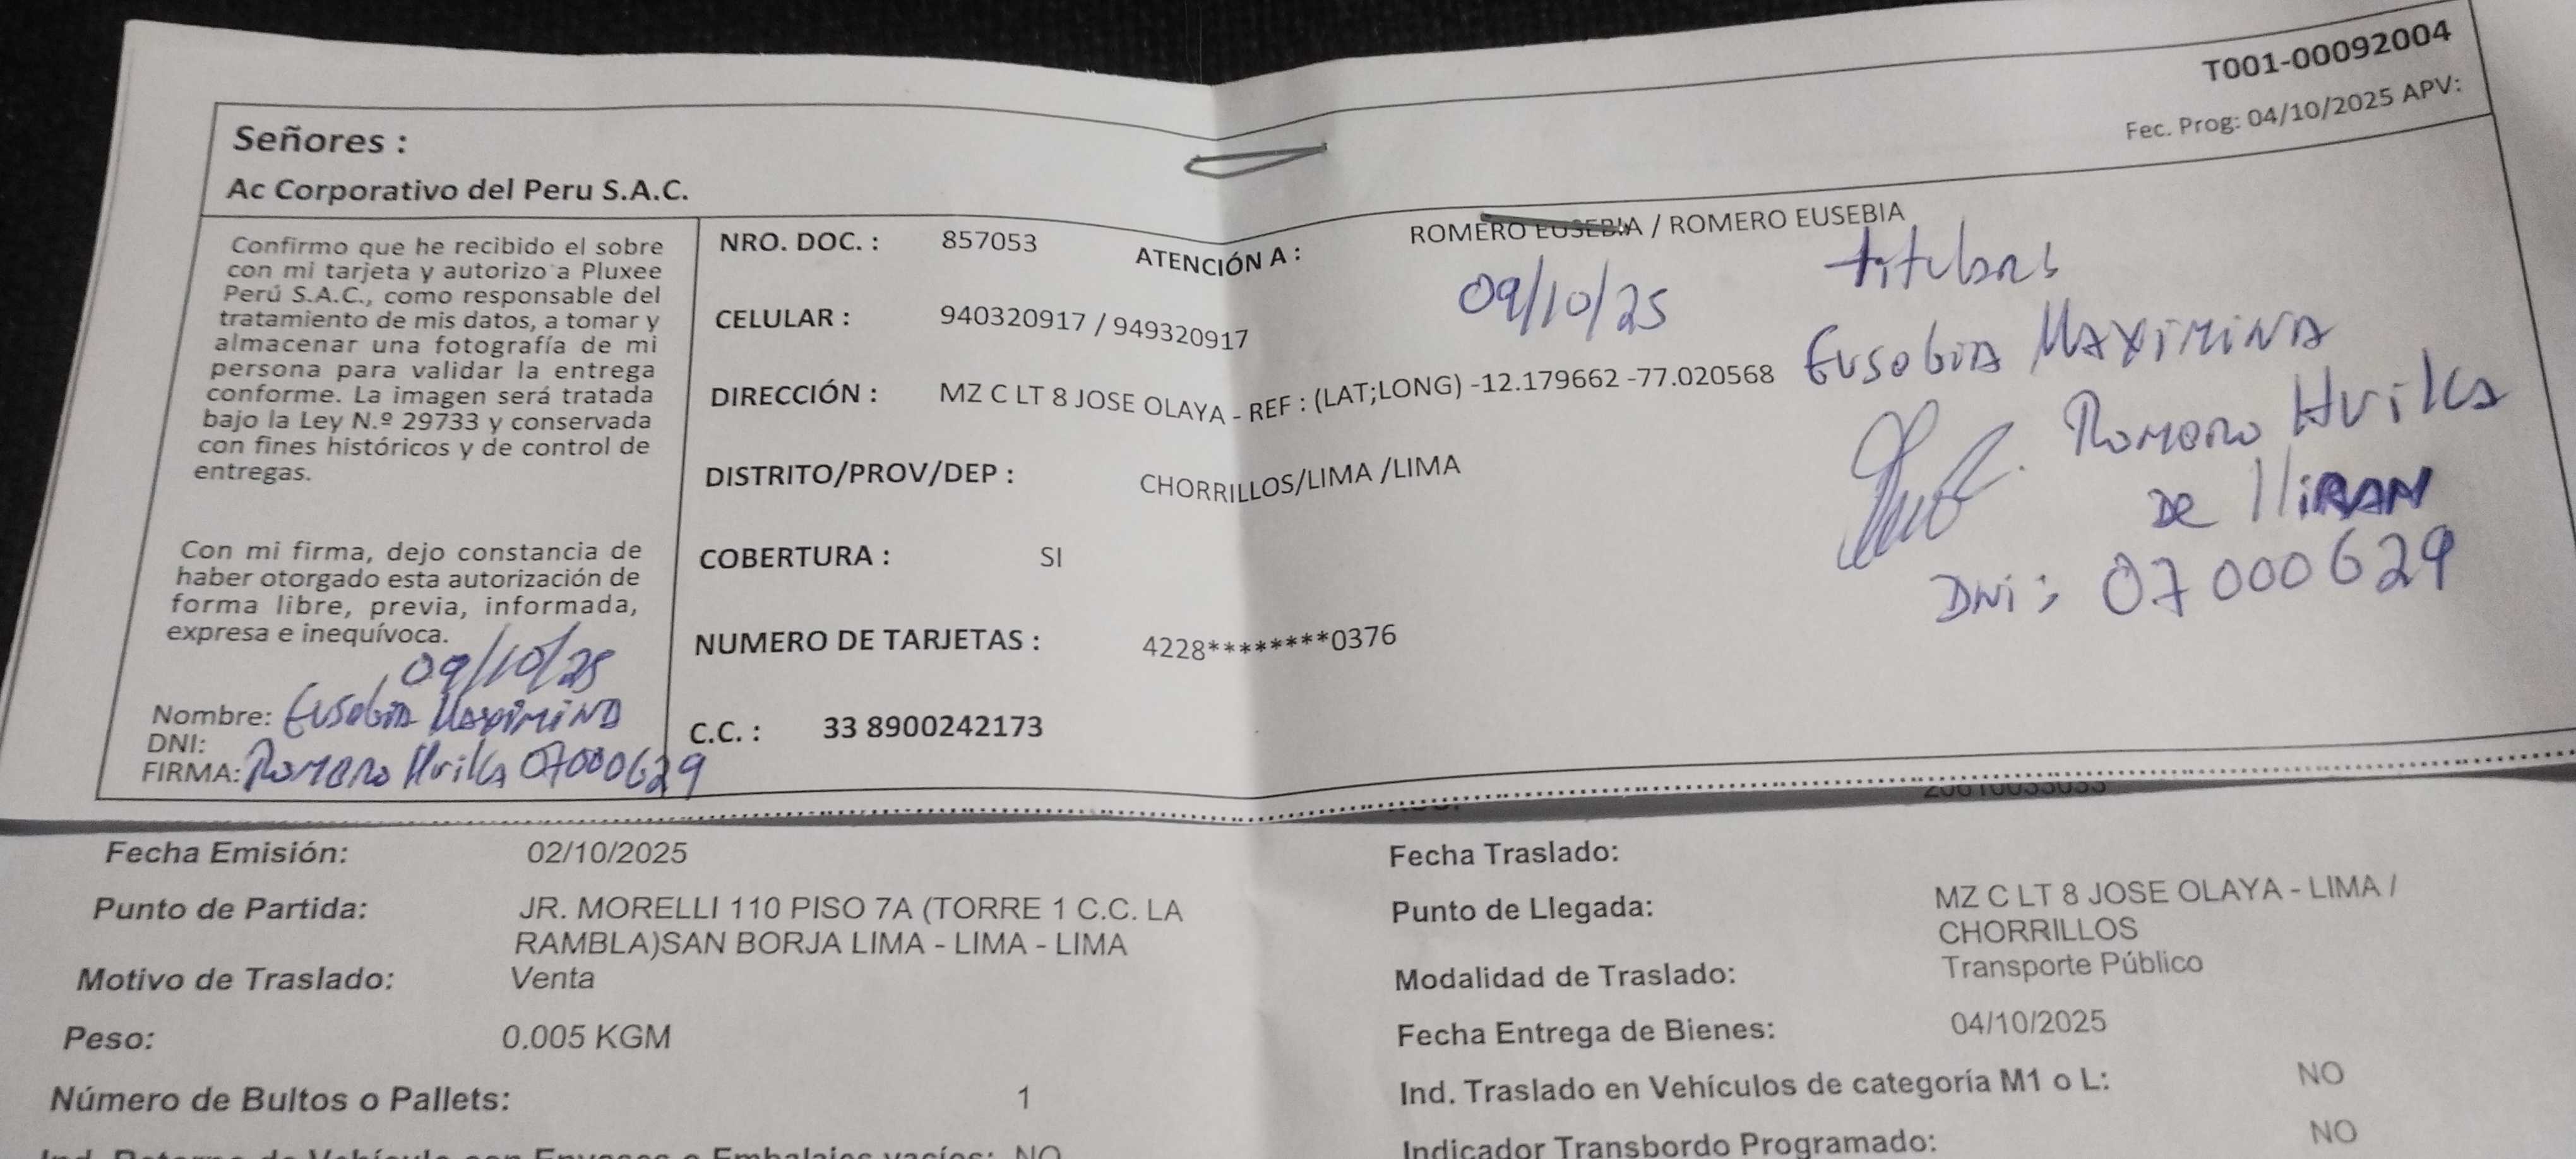 T001-00092004
Fec. Prog: 04/10/2025 APV:
Señores :
Ac Corporativo del Peru S.A.C.
Confirmo que he recibido el sobre
con mi tarjeta y autorizo a Pluxee
Perú S.A.C., como responsable del
tratamiento de mis datos, a tomar y
almacenar una fotografía de mi
persona para validar la entrega
conforme. La imagen será tratada
bajo la Ley N.º 29733 y conservada
con fines históricos y de control de
entregas.
Con mi firma, dejo constancia de
haber otorgado esta autorización de
forma libre, previa, informada,
expresa e inequívoca.
09/10/25
Nombre: Eusebia Maximina
DNI:
FIRMA: Romero Huilca 07000629
NRO. DOC. : 857053 ATENCIÓN A : ROMERO EUSEBIA / ROMERO EUSEBIA
CELULAR : 940320917 / 949320917
DIRECCIÓN : MZ C LT 8 JOSE OLAYA - REF : (LAT;LONG) -12.179662 -77.020568
DISTRITO/PROV/DEP : CHORRILLOS/LIMA /LIMA
COBERTURA : SI
NUMERO DE TARJETAS : 4228********0376
C.C. : 33 8900242173
09/10/25
Eusebia Maximina
Romero Huilca
de lliRAN
DNi: 07000629
Fecha Emisión: 02/10/2025 Fecha Traslado:
Punto de Partida: JR. MORELLI 110 PISO 7A (TORRE 1 C.C. LA
RAMBLA)SAN BORJA LIMA - LIMA - LIMA
Punto de Llegada: MZ C LT 8 JOSE OLAYA - LIMA /
CHORRILLOS
Motivo de Traslado: Venta Modalidad de Traslado: Transporte Público
Peso: 0.005 KGM Fecha Entrega de Bienes: 04/10/2025
Número de Bultos o Pallets: 1 Ind. Traslado en Vehículos de categoría M1 o L: NO
Indicador Transbordo Programado: NO